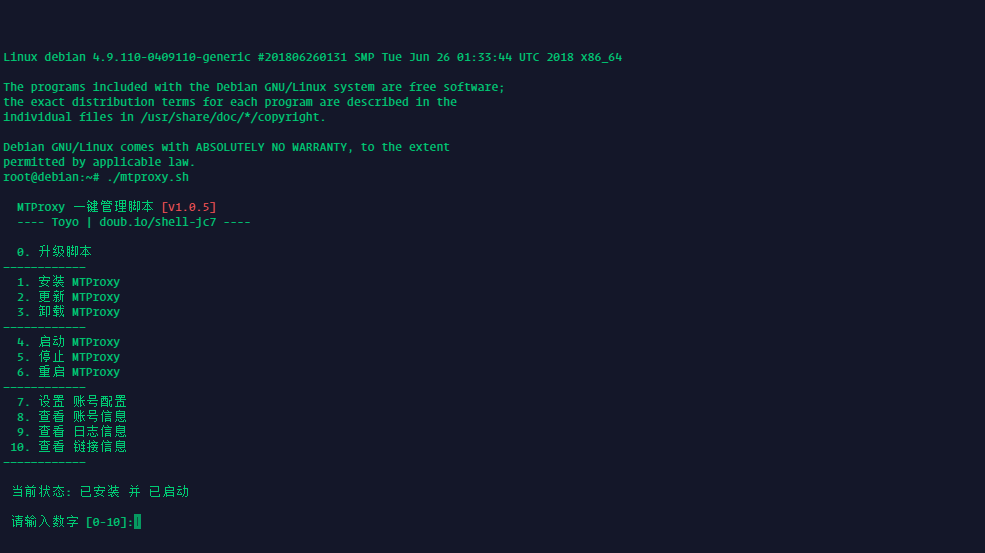 Linux debian 4.9.110-0409110-generic #201806260131 SMP Tue Jun 26 01:33:44 UTC 2018 x86_64
The programs included with the Debian GNU/Linux system are free software;
the exact distribution terms for each program are described in the
individual files in /usr/share/doc/*/copyright.
Debian GNU/Linux comes with ABSOLUTELY NO WARRANTY, to the extent
permitted by applicable law.
root@debian:~# ./mtproxy.sh
MTProxy 一键管理脚本 [v1.0.5]
---- Toyo | doub.io/shell-jc7 ----
0. 升级脚本
————————————
1. 安装 MTProxy
2. 更新 MTProxy
3. 卸载 MTProxy
————————————
4. 启动 MTProxy
5. 停止 MTProxy
6. 重启 MTProxy
————————————
7. 设置 账号配置
8. 查看 账号信息
9. 查看 日志信息
10. 查看 链接信息
————————————
当前状态: 已安装 并 已启动
请输入数字 [0-10]: